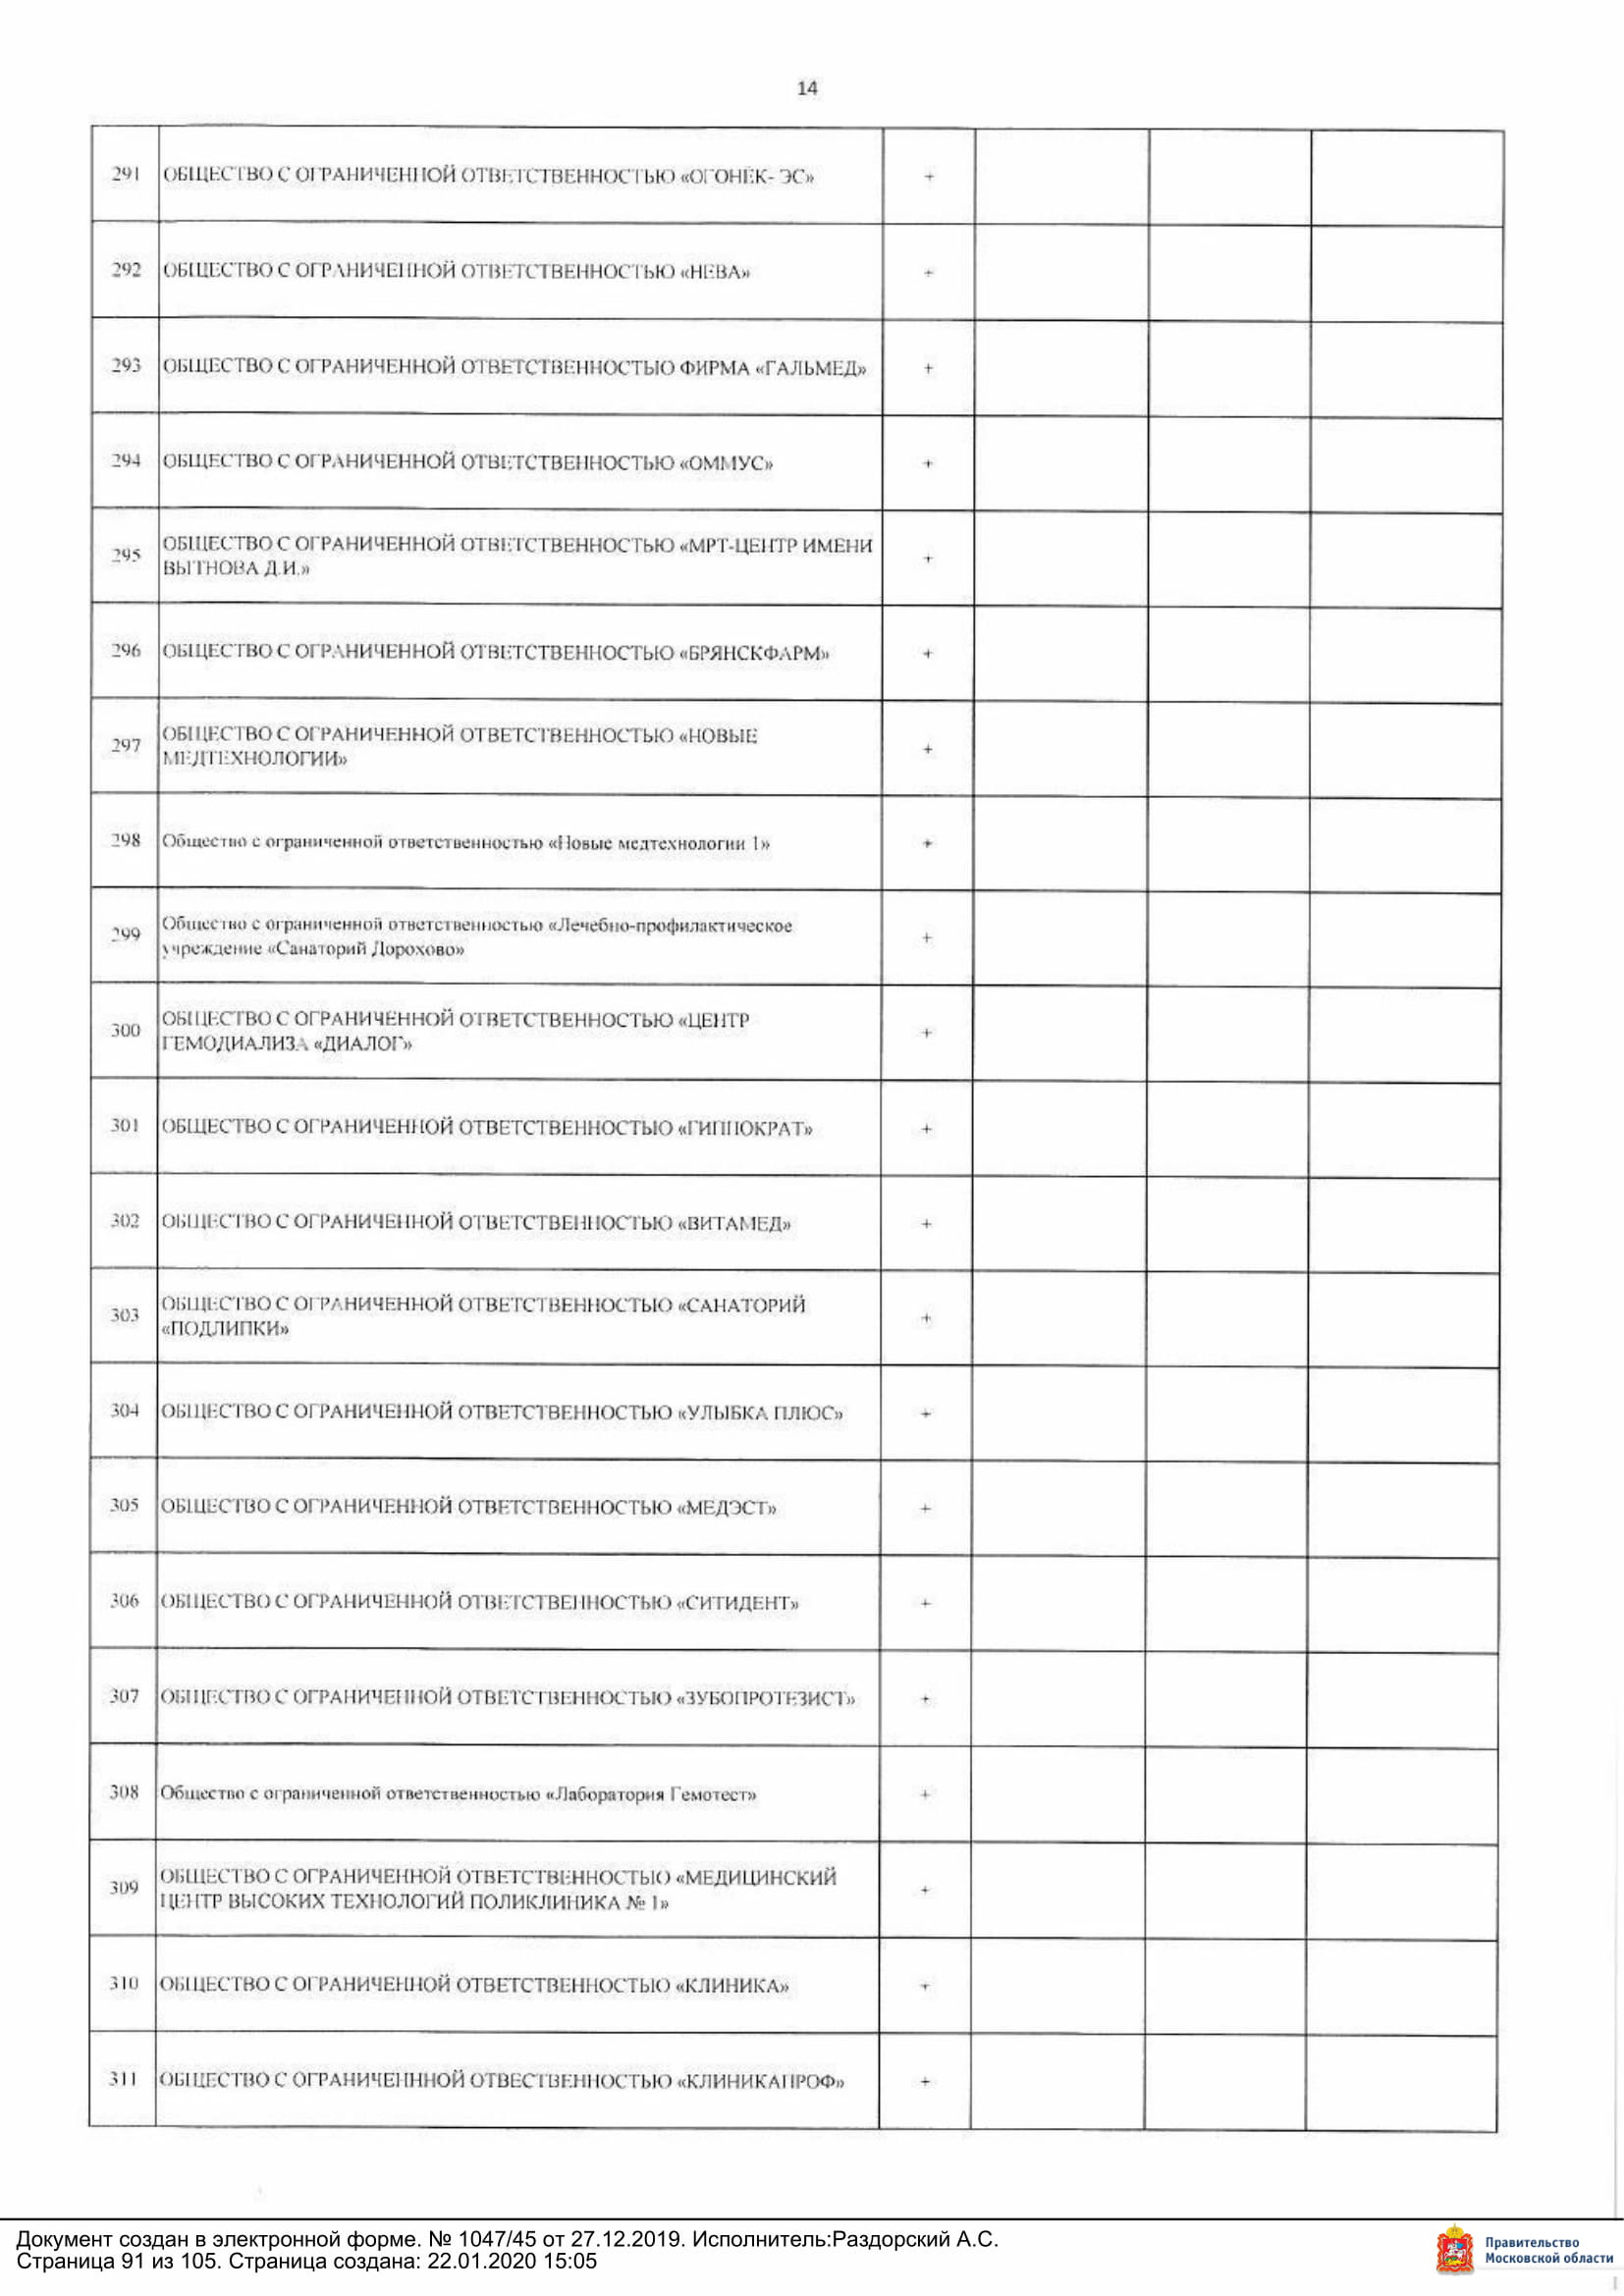 14
291 ОБЩЕСТВО С ОГРАНИЧЕННОЙ ОТВЕТСТВЕННОСТЬЮ «ОГОНЁК- ЭС» +
292 ОБЩЕСТВО С ОГРАНИЧЕННОЙ ОТВЕТСТВЕННОСТЬЮ «НЕВА» +
293 ОБЩЕСТВО С ОГРАНИЧЕННОЙ ОТВЕТСТВЕННОСТЬЮ ФИРМА «ГАЛЬМЕД» +
294 ОБЩЕСТВО С ОГРАНИЧЕННОЙ ОТВЕТСТВЕННОСТЬЮ «ОММУС» +
295 ОБЩЕСТВО С ОГРАНИЧЕННОЙ ОТВЕТСТВЕННОСТЬЮ «МРТ-ЦЕНТР ИМЕНИ
ВЫТНОВА Д.И.» +
296 ОБЩЕСТВО С ОГРАНИЧЕННОЙ ОТВЕТСТВЕННОСТЬЮ «БРЯНСКФАРМ» +
297 ОБЩЕСТВО С ОГРАНИЧЕННОЙ ОТВЕТСТВЕННОСТЬЮ «НОВЫЕ
МЕДТЕХНОЛОГИИ» +
298 Общество с ограниченной ответственностью «Новые медтехнологии 1» +
299 Общество с ограниченной ответственностью «Лечебно-профилактическое
учреждение «Санаторий Дорохово» +
300 ОБЩЕСТВО С ОГРАНИЧЕННОЙ ОТВЕТСТВЕННОСТЬЮ «ЦЕНТР
ГЕМОДИАЛИЗА «ДИАЛОГ» +
301 ОБЩЕСТВО С ОГРАНИЧЕННОЙ ОТВЕТСТВЕННОСТЬЮ «ГИППОКРАТ» +
302 ОБЩЕСТВО С ОГРАНИЧЕННОЙ ОТВЕТСТВЕННОСТЬЮ «ВИТАМЕД» +
303 ОБЩЕСТВО С ОГРАНИЧЕННОЙ ОТВЕТСТВЕННОСТЬЮ «САНАТОРИЙ
«ПОДЛИПКИ» +
304 ОБЩЕСТВО С ОГРАНИЧЕННОЙ ОТВЕТСТВЕННОСТЬЮ «УЛЫБКА ПЛЮС» +
305 ОБЩЕСТВО С ОГРАНИЧЕННОЙ ОТВЕТСТВЕННОСТЬЮ «МЕДЭСТ» +
306 ОБЩЕСТВО С ОГРАНИЧЕННОЙ ОТВЕТСТВЕННОСТЬЮ «СИТИДЕНТ» +
307 ОБЩЕСТВО С ОГРАНИЧЕННОЙ ОТВЕТСТВЕННОСТЬЮ «ЗУБОПРОТЕЗИСТ» +
308 Общество с ограниченной ответственностью «Лаборатория Гемотест» +
309 ОБЩЕСТВО С ОГРАНИЧЕННОЙ ОТВЕТСТВЕННОСТЬЮ «МЕДИЦИНСКИЙ
ЦЕНТР ВЫСОКИХ ТЕХНОЛОГИЙ ПОЛИКЛИНИКА № 1» +
310 ОБЩЕСТВО С ОГРАНИЧЕННОЙ ОТВЕТСТВЕННОСТЬЮ «КЛИНИКА» +
311 ОБЩЕСТВО С ОГРАНИЧЕНННОЙ ОТВЕСТВЕННОСТЬЮ «КЛИНИКАПРОФ» +
Документ создан в электронной форме. № 1047/45 от 27.12.2019. Исполнитель:Раздорский А.С.
Страница 91 из 105. Страница создана: 22.01.2020 15:05
Правительство
Московской области